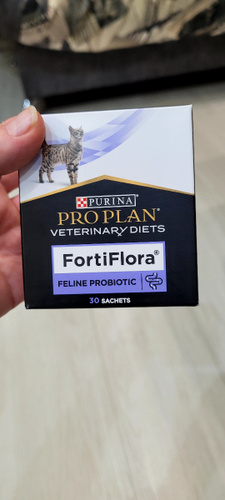 PURINA
PRO PLAN®
VETERINARY DIETS
FortiFlora®
FELINE PROBIOTIC
30 SACHETS